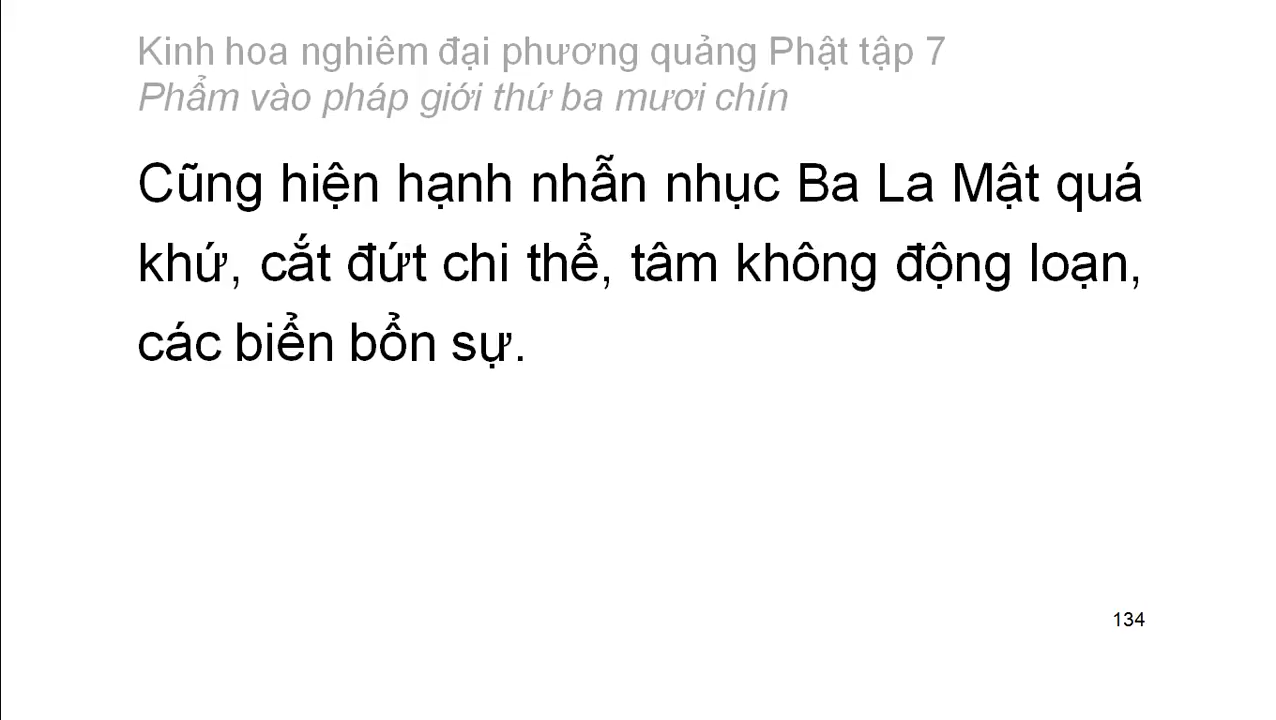 Kinh hoa nghiêm đại phương quảng Phật tập 7
Phẩm vào pháp giới thứ ba mươi chín
Cũng hiện hạnh nhẫn nhục Ba La Mật quá
khứ, cắt đứt chi thể, tâm không động loạn,
các biển bổn sự.
134